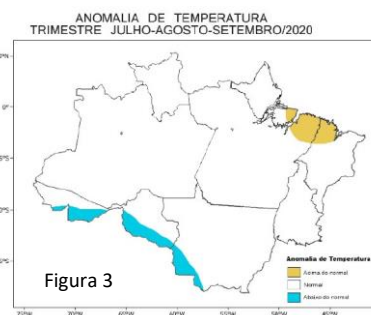 ANOMALIA DE TEMPERATURA
TRIMESTRE JULHO-AGOSTO-SETEMBRO/2020
Figura 3
Anomalia de Temperatura
Acima do normal
Normal
Abaixo do normal